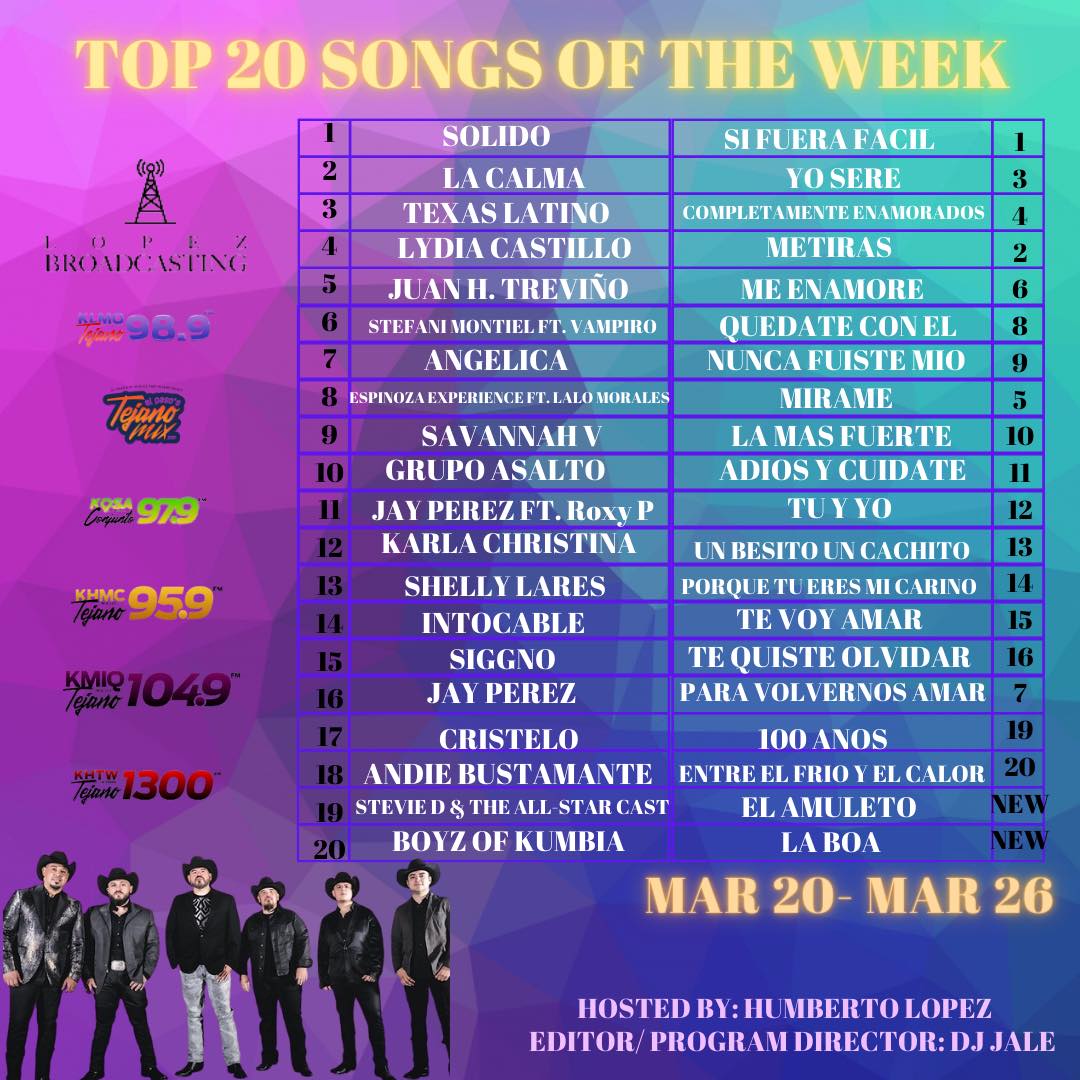 TOP 20 SONGS OF THE WEEK
1 SOLIDO SI FUERA FACIL 1
2 LA CALMA YO SERE 3
3 TEXAS LATINO COMPLETAMENTE ENAMORADOS 4
4 LYDIA CASTILLO METIRAS 2
5 JUAN H. TREVIÑO ME ENAMORE 6
6 STEFANI MONTIEL FT. VAMPIRO QUEDATE CON EL 8
7 ANGELICA NUNCA FUISTE MIO 9
8 ESPINOZA EXPERIENCE FT. LALO MORALES MIRAME 5
9 SAVANNAH V LA MAS FUERTE 10
10 GRUPO ASALTO ADIOS Y CUIDATE 11
11 JAY PEREZ FT. Roxy P TU Y YO 12
12 KARLA CHRISTINA UN BESITO UN CACHITO 13
13 SHELLY LARES PORQUE TU ERES MI CARINO 14
14 INTOCABLE TE VOY AMAR 15
15 SIGGNO TE QUISTE OLVIDAR 16
16 JAY PEREZ PARA VOLVERNOS AMAR 7
17 CRISTELO 100 ANOS 19
18 ANDIE BUSTAMANTE ENTRE EL FRIO Y EL CALOR 20
19 STEVIE D & THE ALL-STAR CAST EL AMULETO NEW
20 BOYZ OF KUMBIA LA BOA NEW
LOPEZ
BROADCASTING
KLMO
Tejano 98.9 FM
el paso's
Tejano
MIX
Conjunto 97.9 FM
KHMC
Tejano 95.9 FM
KMIQ
Tejano 104.9 TM
KHTW
Tejano 1300
MAR 20- MAR 26
HOSTED BY: HUMBERTO LOPEZ
EDITOR/ PROGRAM DIRECTOR: DJ JALE